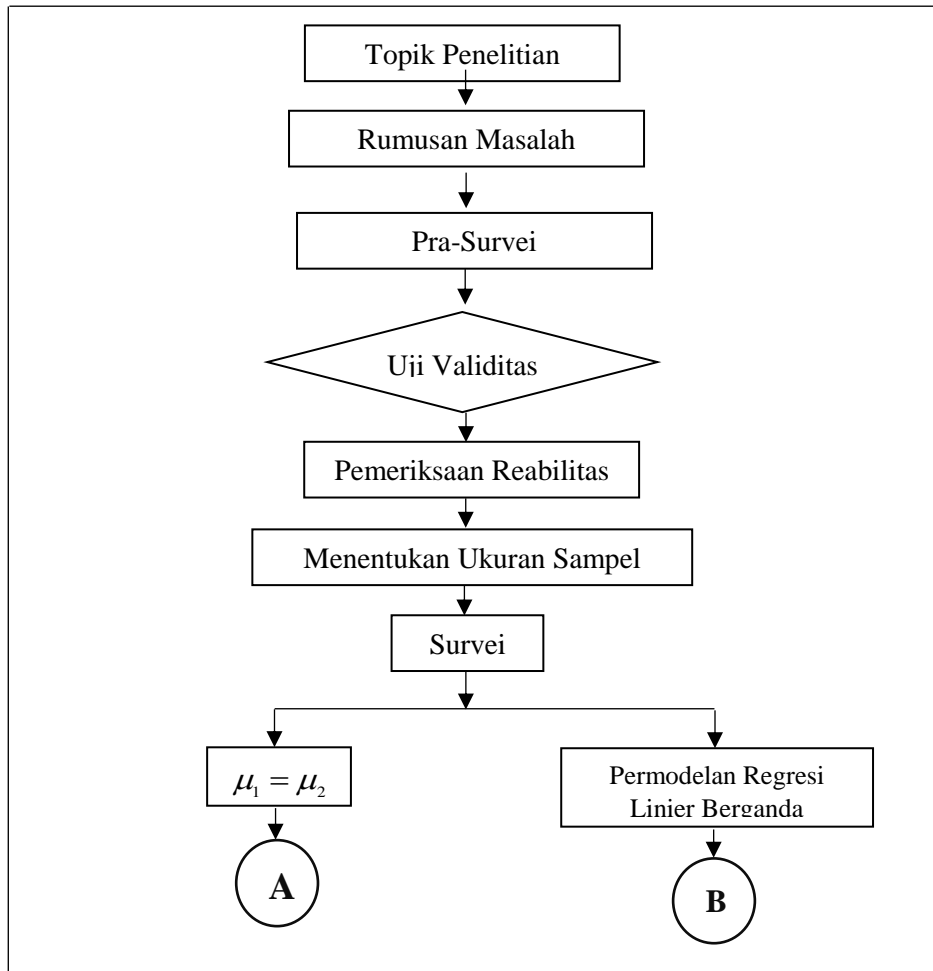 Topik Penelitian
Rumusan Masalah
Pra-Survei
Uji Validitas
Pemeriksaan Reabilitas
Menentukan Ukuran Sampel
Survei
μ₁ = μ₂
Permodelan Regresi
Linier Berganda
A
B